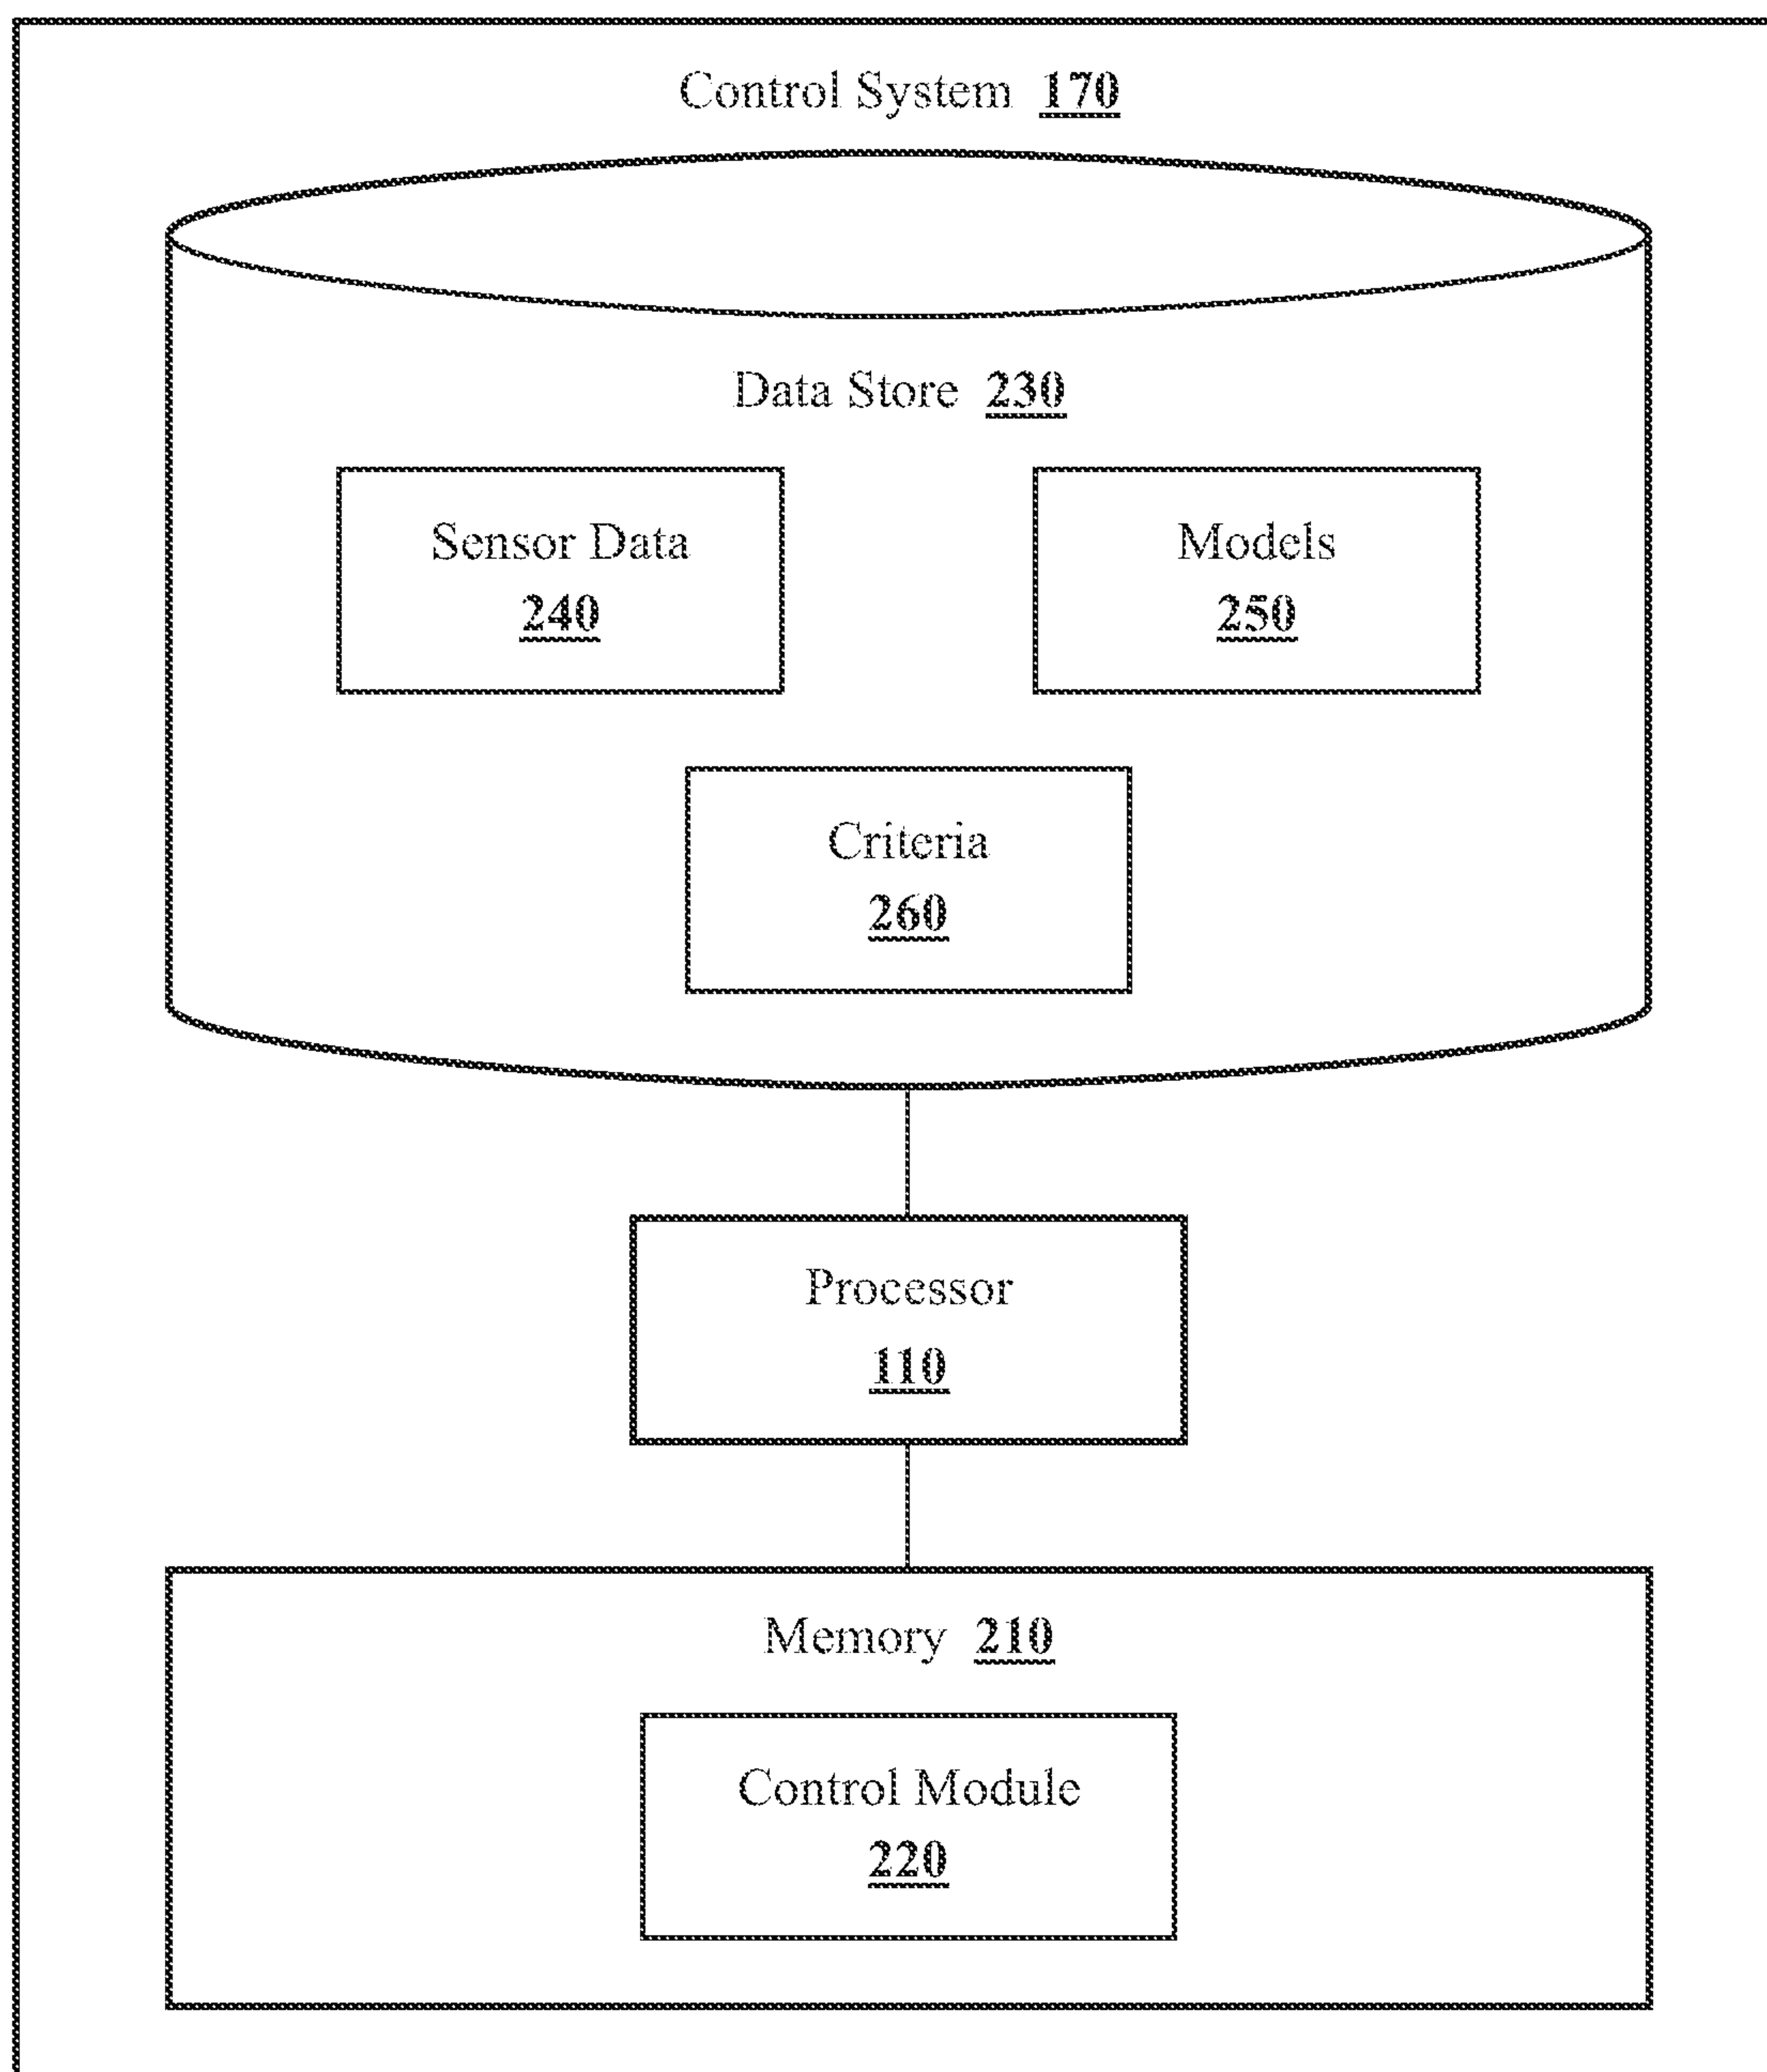 Control System 170
Data Store 230
Sensor Data
240
Models
250
Criteria
260
Processor
110
Memory 210
Control Module
220